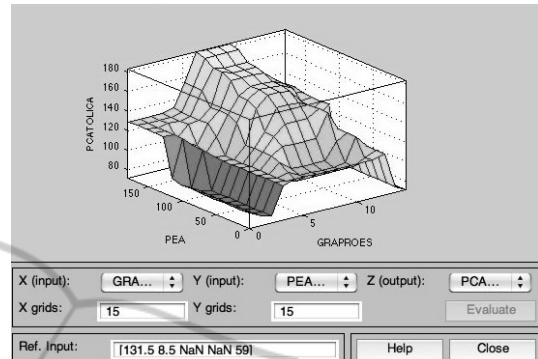 180
160
140
120
100
80
PCATOLICA
150
100
50
0
0
5
10
PEA
GRAPROES
X (input): GRA... Y (input): PEA... Z (output): PCA...
X grids: 15 Y grids: 15 Evaluate
Ref. Input: [131.5 8.5 NaN NaN 59] Help Close